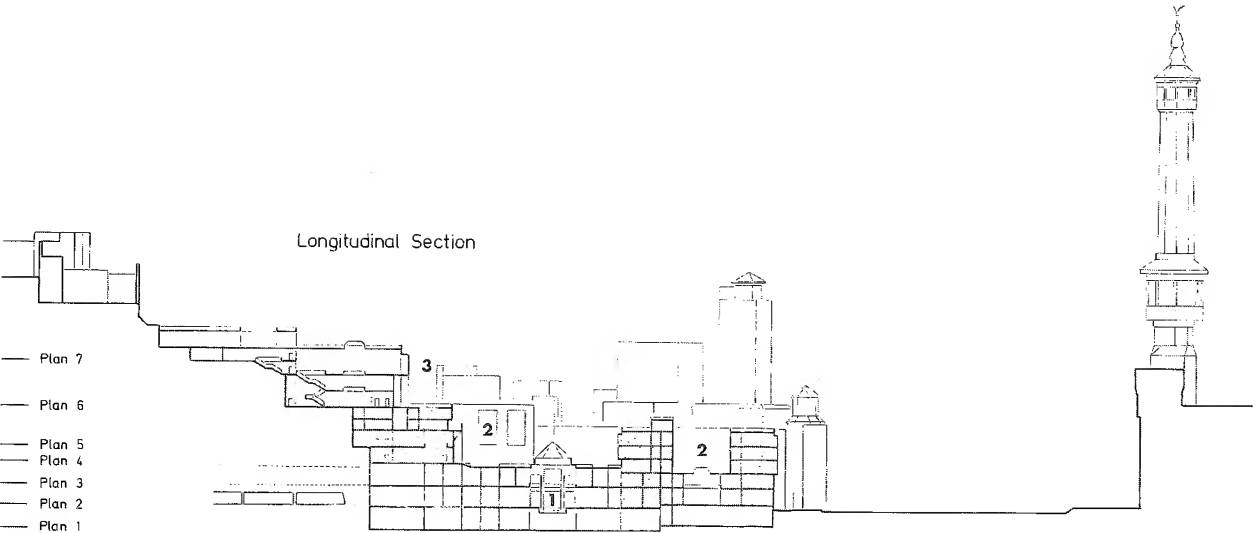 Longitudinal Section
Plan 7
3
Plan 6
2
2
Plan 5
Plan 4
Plan 3
1
Plan 2
Plan 1